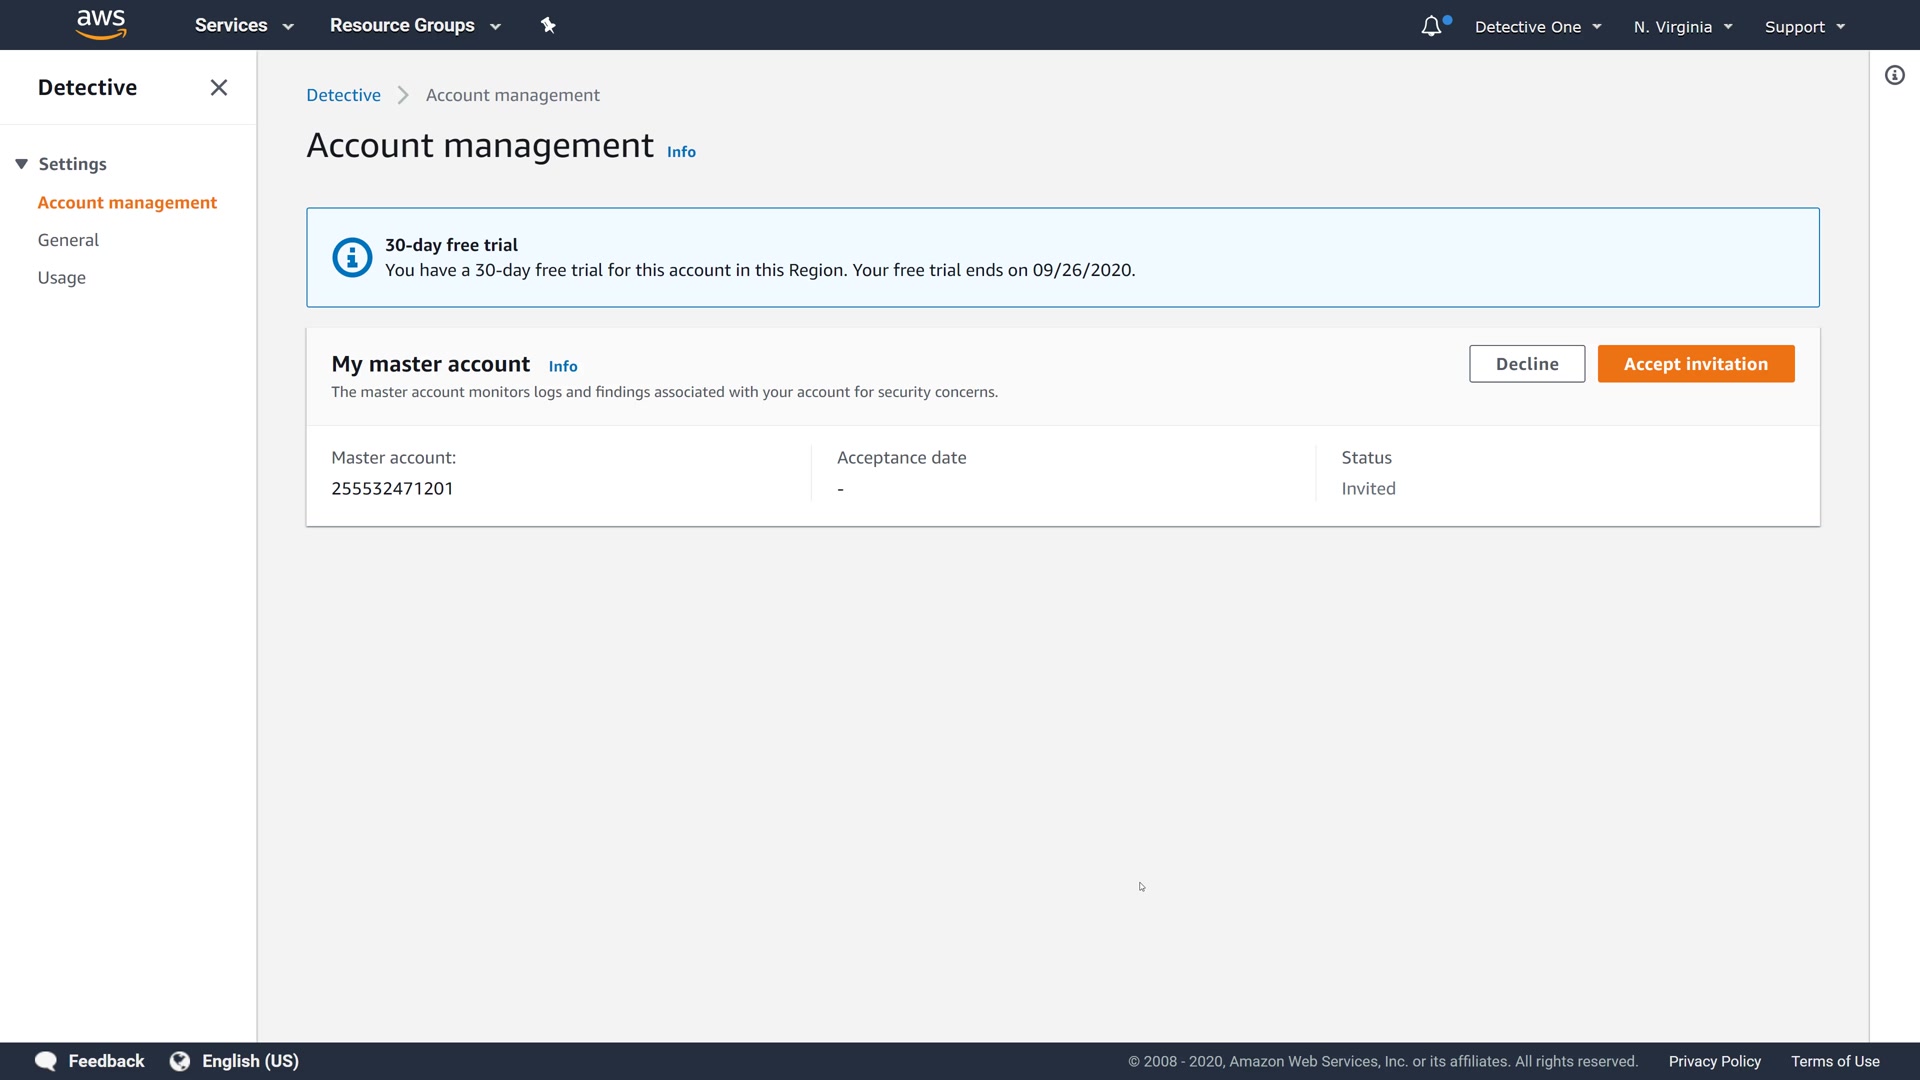 aws Services Resource Groups Detective One N. Virginia Support
Detective
Settings
Account management
General
Usage
Detective Account management
Account management Info
30-day free trial
You have a 30-day free trial for this account in this Region. Your free trial ends on 09/26/2020.
My master account Info
The master account monitors logs and findings associated with your account for security concerns.
Decline Accept invitation
Master account: Acceptance date Status
255532471201 - Invited
Feedback English (US) © 2008 - 2020, Amazon Web Services, Inc. or its affiliates. All rights reserved. Privacy Policy Terms of Use